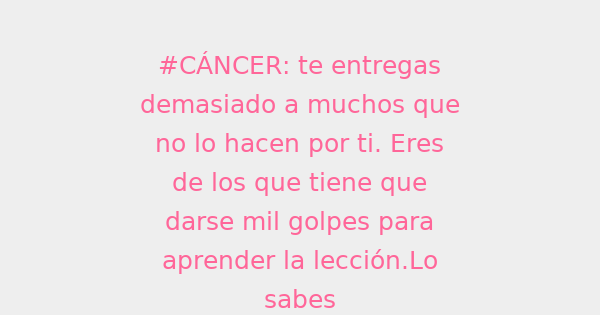 #CÁNCER: te entregas
demasiado a muchos que
no lo hacen por ti. Eres
de los que tiene que
darse mil golpes para
aprender la lección.Lo
sabes